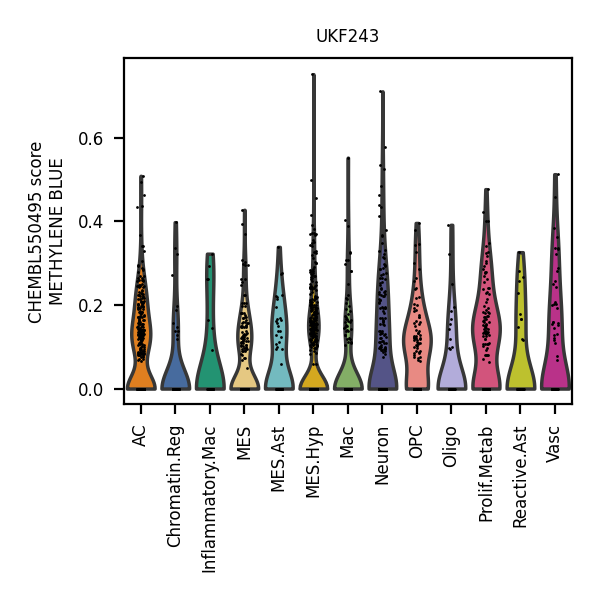 UKF243
CHEMBL550495 score
METHYLENE BLUE
0.6
0.4
0.2
0.0
AC
Chromatin.Reg
Inflammatory.Mac
MES
MES.Ast
MES.Hyp
Mac
Neuron
OPC
Oligo
Prolif.Metab
Reactive.Ast
Vasc